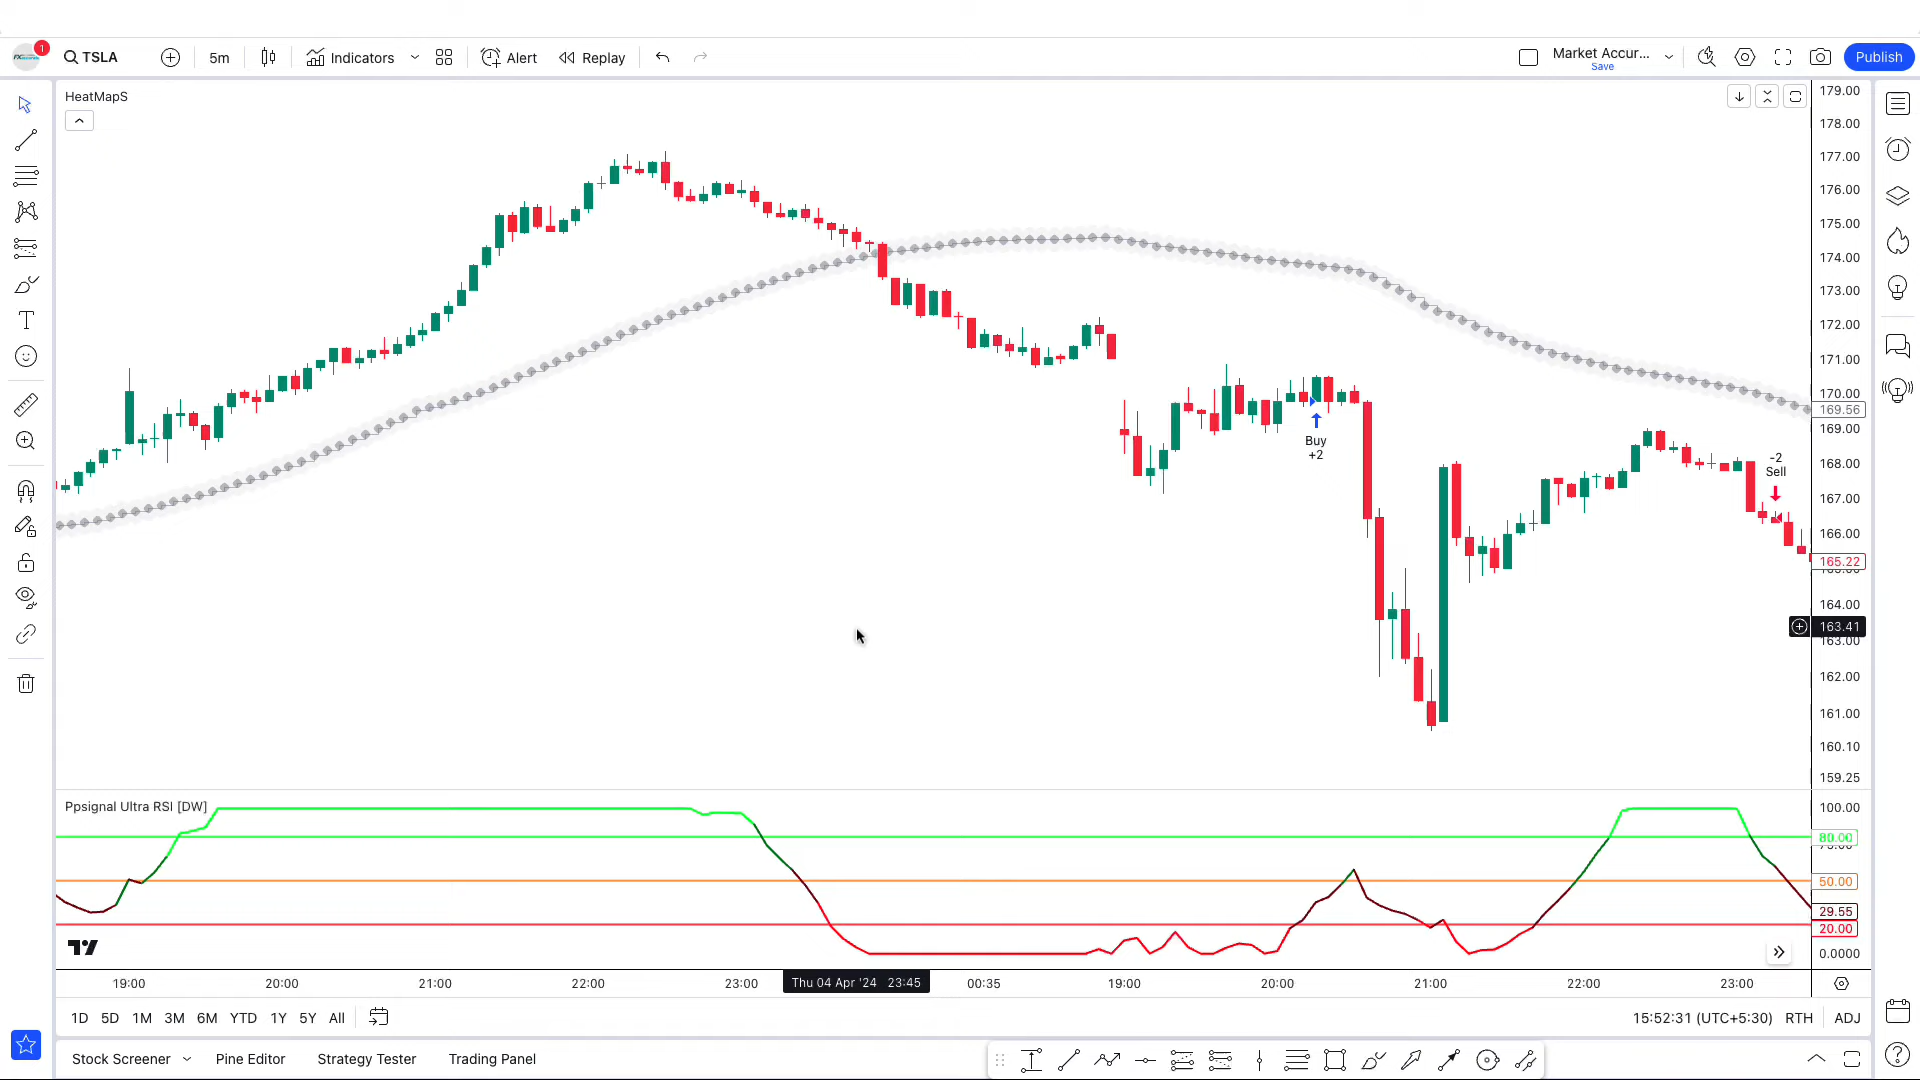 1
TSLA
5m
Indicators
Alert
Replay
Market Accur...
Save
Publish
HeatMapS
179.00
178.00
177.00
176.00
175.00
174.00
173.00
172.00
171.00
170.00
169.56
169.00
168.00
167.00
166.00
165.22
164.00
163.41
163.00
162.00
161.00
160.10
159.25
Buy
+2
-2
Sell
Ppsignal Ultra RSI [DW]
100.00
80.00
50.00
29.55
20.00
0.0000
19:00 20:00 21:00 22:00 23:00 Thu 04 Apr '24 23:45 00:35 19:00 20:00 21:00 22:00 23:00
1D 5D 1M 3M 6M YTD 1Y 5Y All
15:52:31 (UTC+5:30) RTH ADJ
Stock Screener Pine Editor Strategy Tester Trading Panel